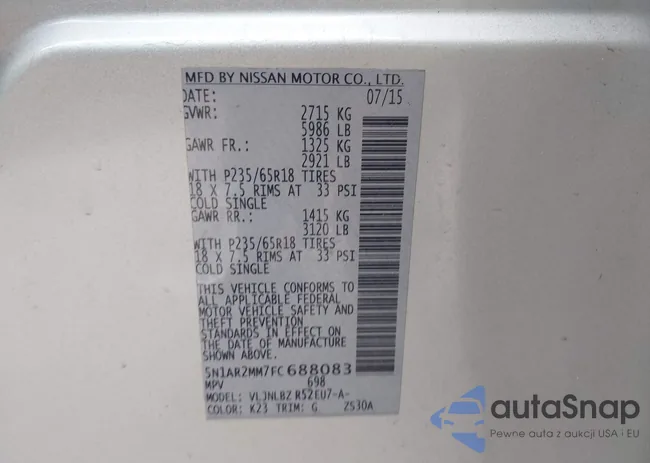 MFD BY NISSAN MOTOR CO., LTD.
DATE: 07/15
GVWR: 2715 KG
5986 LB
GAWR FR.: 1325 KG
2921 LB
WITH P235/65R18 TIRES
18 X 7.5 RIMS AT 33 PSI
COLD SINGLE
GAWR RR.: 1415 KG
3120 LB
WITH P235/65R18 TIRES
18 X 7.5 RIMS AT 33 PSI
COLD SINGLE
THIS VEHICLE CONFORMS TO
ALL APPLICABLE FEDERAL
MOTOR VEHICLE SAFETY AND
THEFT PREVENTION
STANDARDS IN EFFECT ON
THE DATE OF MANUFACTURE
SHOWN ABOVE.
5N1AR2MM7FC688083
MPV 698
MODEL: VLJNLBZ R52EU7-A-
COLOR: K23 TRIM: G 2530A
autoSnap
Pewne auta z aukcji USA i EU